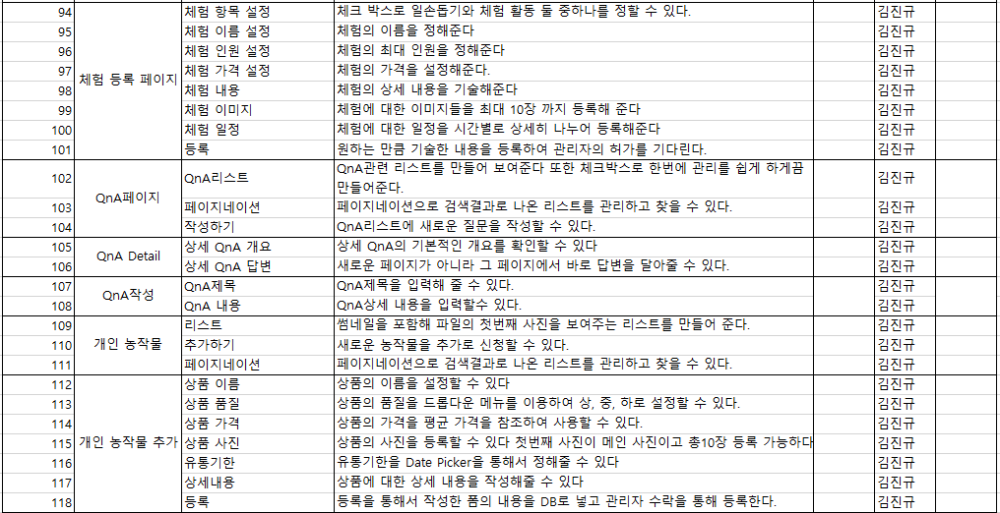 94 체험 항목 설정 체크 박스로 일손돕기와 체험 활동 둘 중하나를 정할 수 있다. 김진규
95 체험 이름 설정 체험의 이름을 정해준다 김진규
96 체험 인원 설정 체험의 최대 인원을 정해준다 김진규
97 체험 등록 페이지 체험 가격 설정 체험의 가격을 설정해준다. 김진규
98 체험 내용 체험의 상세 내용을 기술해준다 김진규
99 체험 이미지 체험에 대한 이미지들을 최대 10장 까지 등록해 준다 김진규
100 체험 일정 체험에 대한 일정을 시간별로 상세히 나누어 등록해준다 김진규
101 등록 원하는 만큼 기술한 내용을 등록하여 관리자의 허가를 기다린다. 김진규
102 QnA페이지 QnA리스트 QnA관련 리스트를 만들어 보여준다 또한 체크박스로 한번에 관리를 쉽게 하게끔
만들어준다. 김진규
103 페이지네이션 페이지네이션으로 검색결과로 나온 리스트를 관리하고 찾을 수 있다. 김진규
104 작성하기 QnA리스트에 새로운 질문을 작성할 수 있다. 김진규
105 QnA Detail 상세 QnA 개요 상세 QnA의 기본적인 개요를 확인할 수 있다 김진규
106 상세 QnA 답변 새로운 페이지가 아니라 그 페이지에서 바로 답변을 달아줄 수 있다. 김진규
107 QnA작성 QnA제목 QnA제목을 입력해 줄 수 있다. 김진규
108 QnA 내용 QnA상세 내용을 입력할수 있다. 김진규
109 리스트 썸네일을 포함해 파일의 첫번째 사진을 보여주는 리스트를 만들어 준다. 김진규
110 개인 농작물 추가하기 새로운 농작물을 추가로 신청할 수 있다. 김진규
111 페이지네이션 페이지네이션으로 검색결과로 나온 리스트를 관리하고 찾을 수 있다. 김진규
112 상품 이름 상품의 이름을 설정할 수 있다 김진규
113 상품 품질 상품의 품질을 드롭다운 메뉴를 이용하여 상, 중, 하로 설정할 수 있다. 김진규
114 상품 가격 상품의 가격을 평균 가격을 참조하여 사용할 수 있다. 김진규
115 개인 농작물 추가 상품 사진 상품의 사진을 등록할 수 있다 첫번째 사진이 메인 사진이고 총10장 등록 가능하다 김진규
116 유통기한 유통기한을 Date Picker을 통해서 정해줄 수 있다 김진규
117 상세내용 상품에 대한 상세 내용을 작성해줄 수 있다 김진규
118 등록 등록을 통해서 작성한 폼의 내용을 DB로 넣고 관리자 수락을 통해 등록한다. 김진규